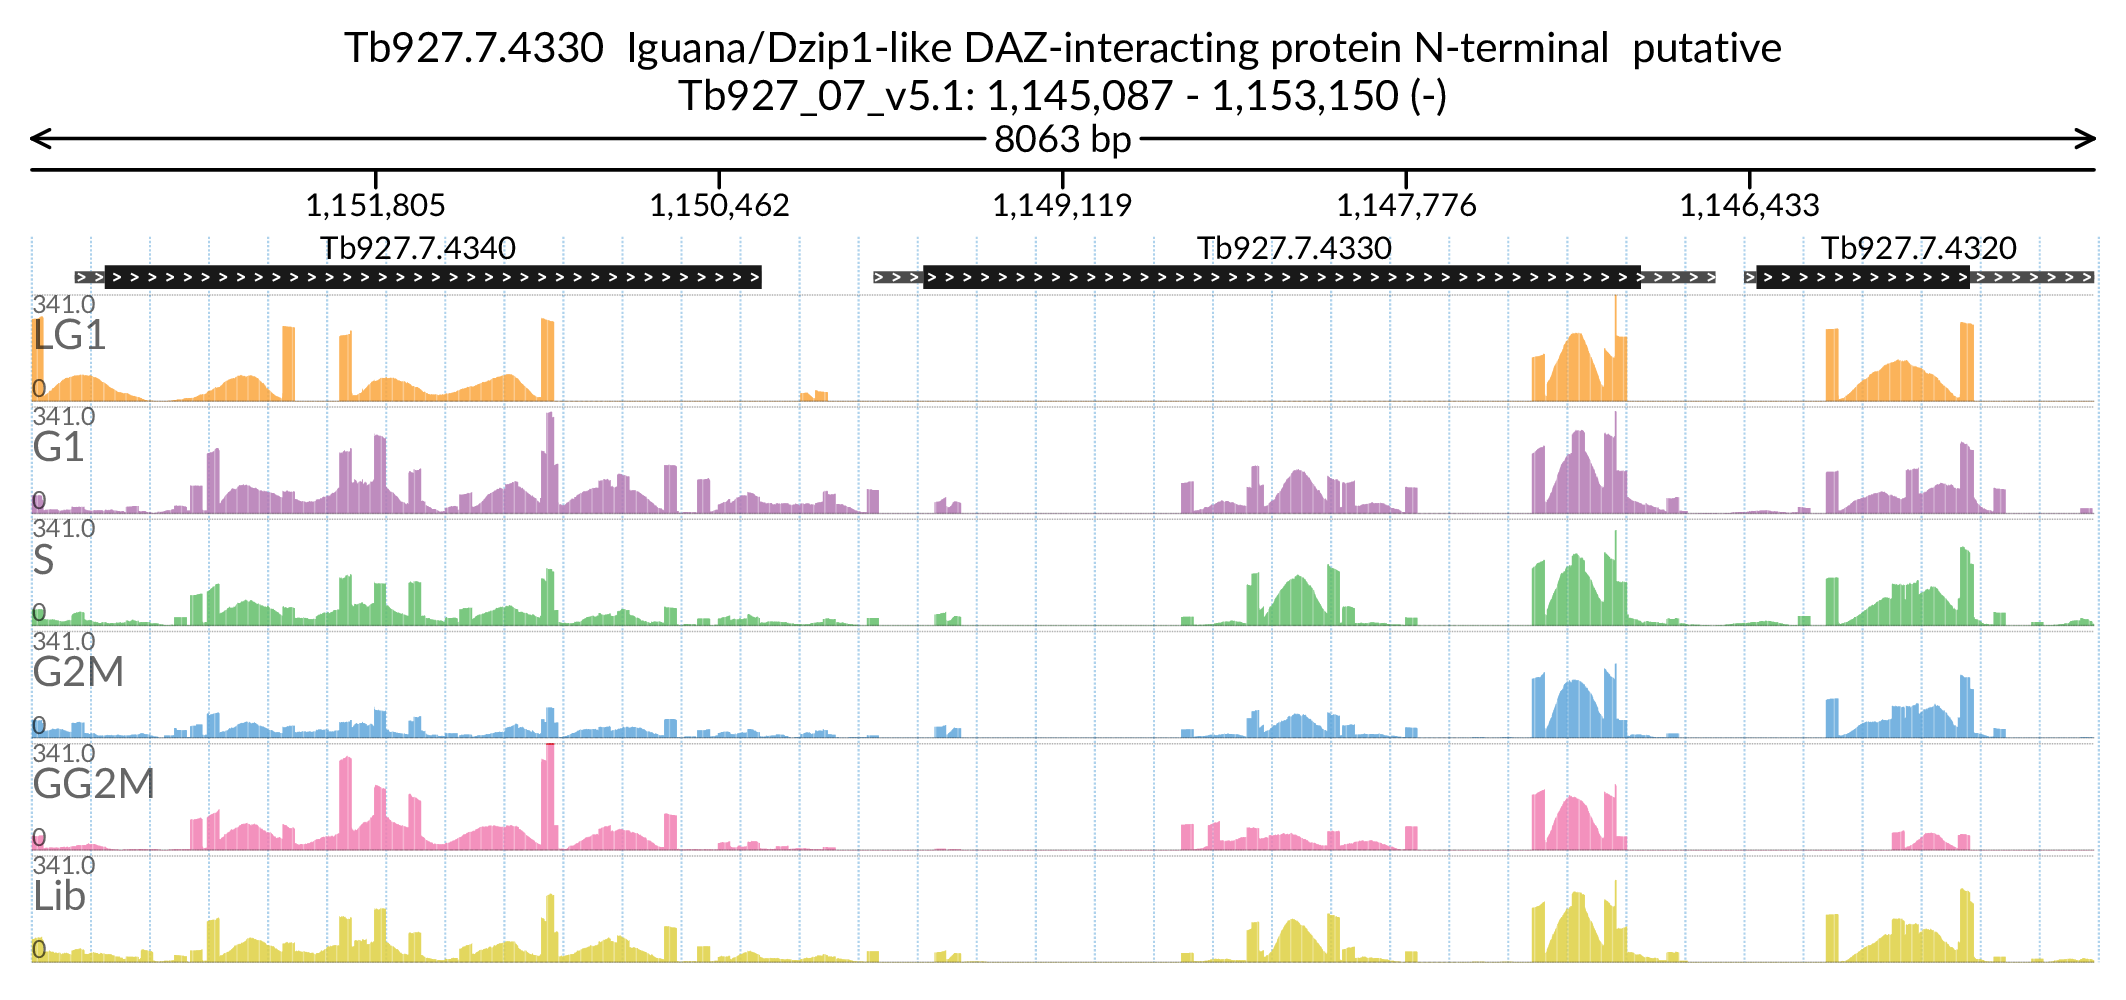 Tb927.7.4330  Iguana/Dzip1-like DAZ-interacting protein N-terminal  putative
Tb927_07_v5.1: 1,145,087 - 1,153,150 (-)
8063 bp
1,151,805 1,150,462 1,149,119 1,147,776 1,146,433
Tb927.7.4340 Tb927.7.4330 Tb927.7.4320
341.0
LG1
0
341.0
G1
0
341.0
S
0
341.0
G2M
0
341.0
GG2M
0
341.0
Lib
0